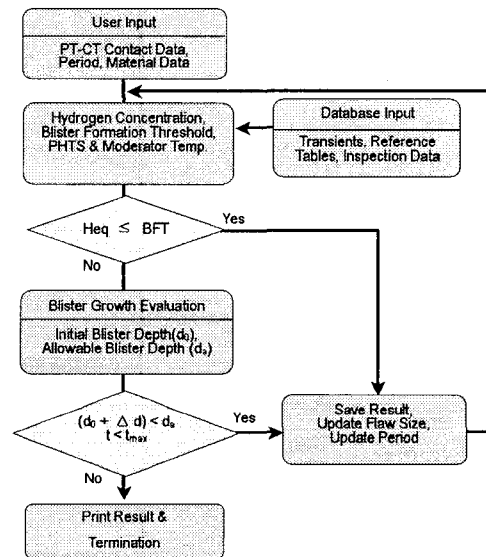 User Input
PT-CT Contact Data,
Period, Material Data
Hydrogen Concentration,
Blister Formation Threshold,
PHTS & Moderator Temp.
Database Input
Transients, Reference
Tables, Inspection Data
Heq ≤ BFT
Yes
No
Blister Growth Evaluation
Initial Blister Depth(d₀),
Allowable Blister Depth (dₐ)
(d₀ + △ d) < dₐ
t < tmax
Yes
No
Save Result,
Update Flaw Size,
Update Period
Print Result &
Termination